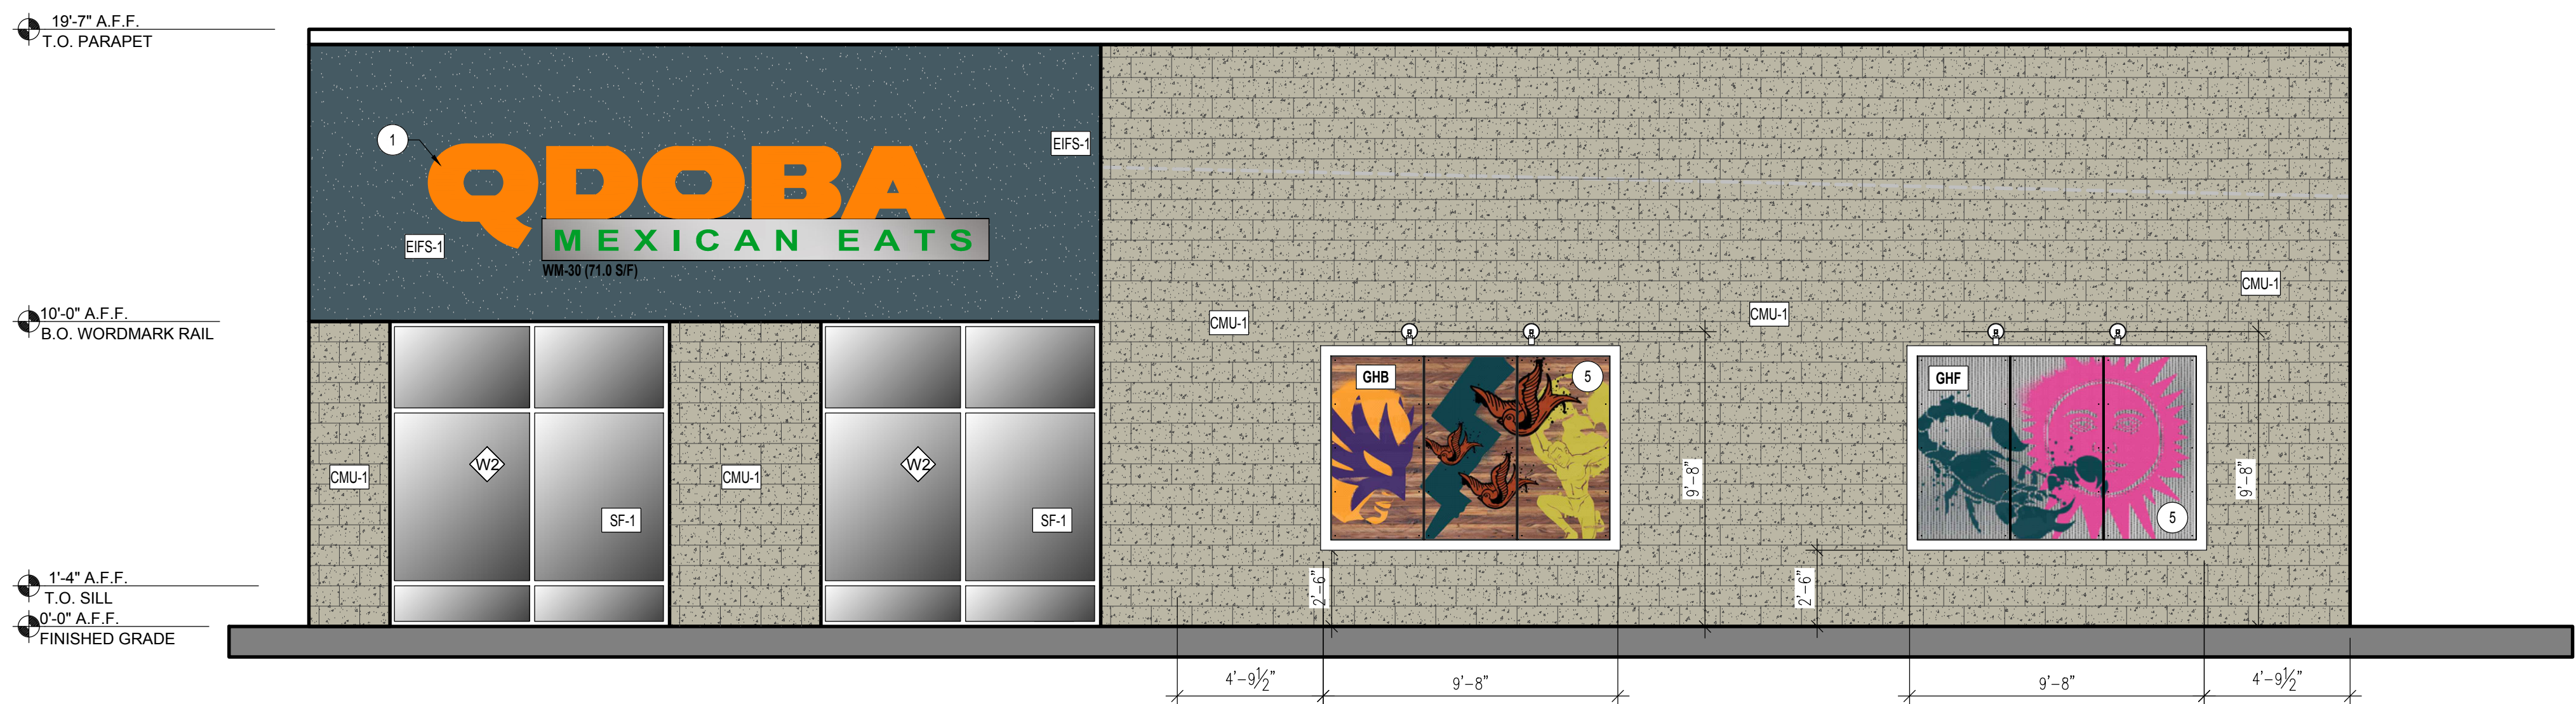 19'-7" A.F.F.
T.O. PARAPET
1
EIFS-1
QDOBA
EIFS-1
MEXICAN EATS
WM-30 (71.0 S/F)
10'-0" A.F.F.
B.O. WORDMARK RAIL
CMU-1
CMU-1
CMU-1
GHB
5
GHF
W2
W2
CMU-1
CMU-1
9'-8"
9'-8"
SF-1
SF-1
5
1'-4" A.F.F.
T.O. SILL
2'-6"
2'-6"
0'-0" A.F.F.
FINISHED GRADE
4'-9½"
9'-8"
9'-8"
4'-9½"